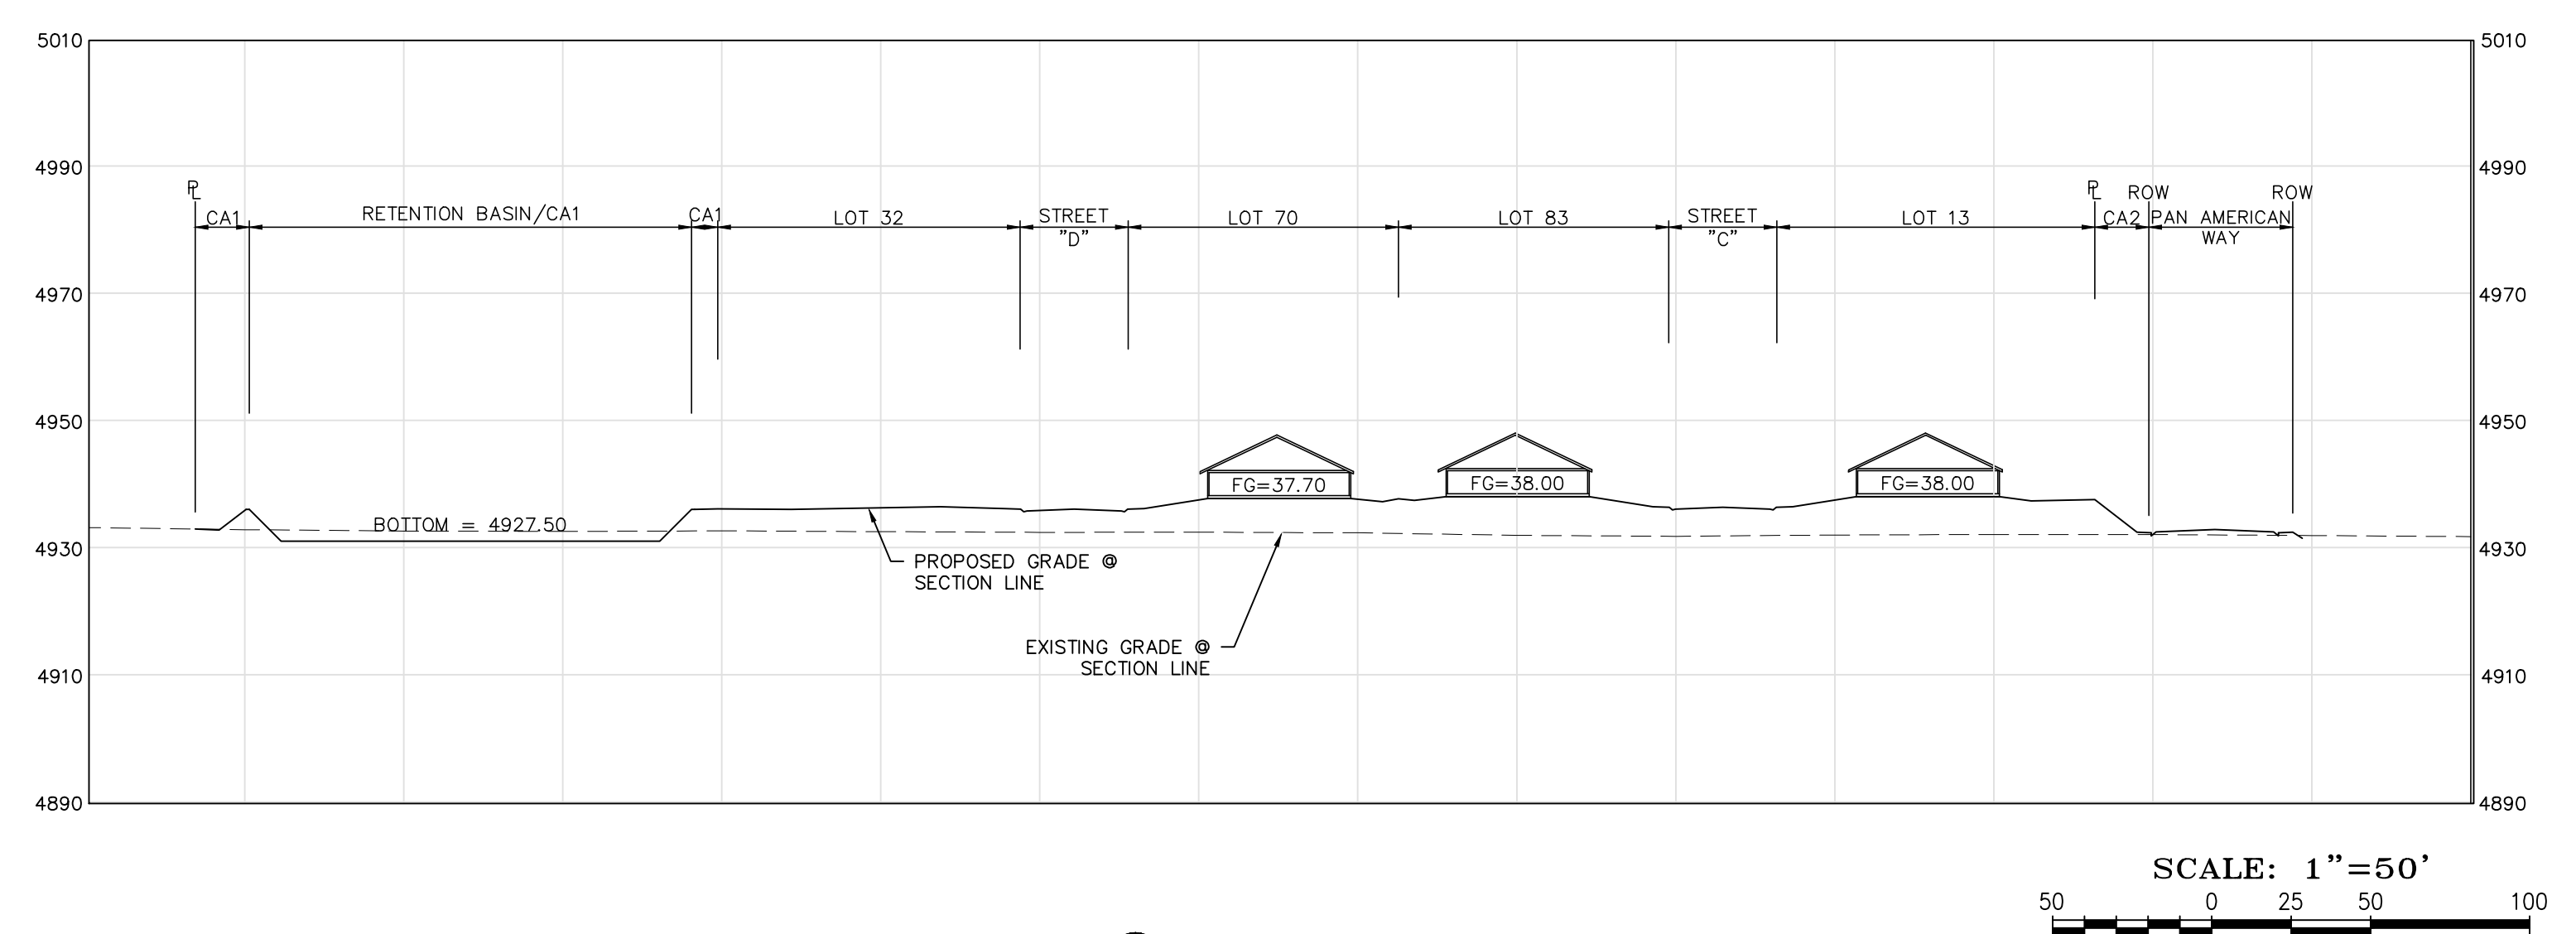 5010 5010
4990 4990
PL PL ROW ROW
CA1 RETENTION BASIN/CA1 CA1 LOT 32 STREET LOT 70 LOT 83 STREET LOT 13 CA2 PAN AMERICAN
"D" "C" WAY
4970 4970
4950 4950
FG=37.70 FG=38.00 FG=38.00
BOTTOM = 4927.50
4930 4930
PROPOSED GRADE @
SECTION LINE
EXISTING GRADE @
SECTION LINE
4910 4910
4890 4890
SCALE: 1"=50'
50 0 25 50 100